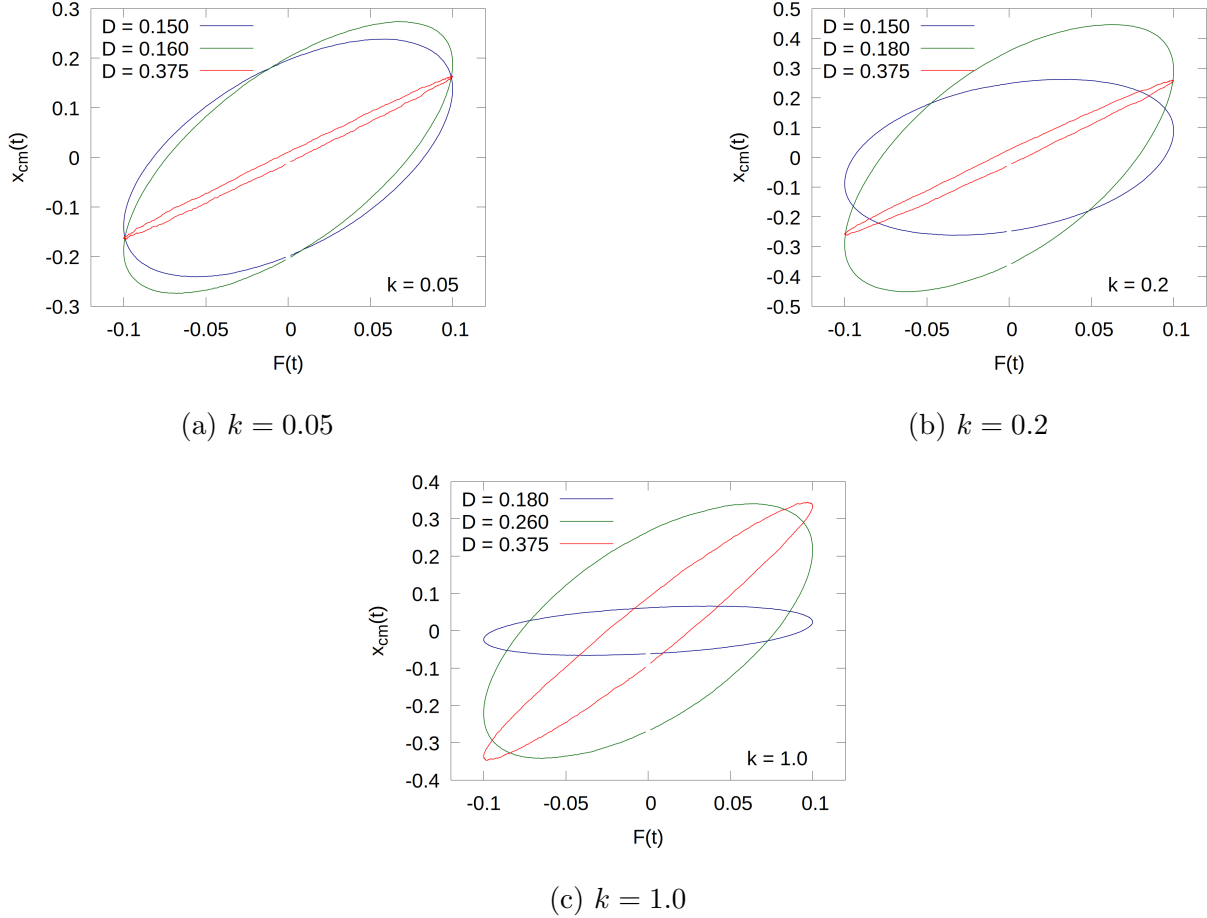 0.3
0.2
0.1
0
-0.1
-0.2
-0.3
x_cm(t)
D = 0.150
D = 0.160
D = 0.375
k = 0.05
-0.1 -0.05 0 0.05 0.1
F(t)
(a) k = 0.05
0.5
0.4
0.3
0.2
0.1
0
-0.1
-0.2
-0.3
-0.4
-0.5
x_cm(t)
D = 0.150
D = 0.180
D = 0.375
k = 0.2
-0.1 -0.05 0 0.05 0.1
F(t)
(b) k = 0.2
0.4
0.3
0.2
0.1
0
-0.1
-0.2
-0.3
-0.4
x_cm(t)
D = 0.180
D = 0.260
D = 0.375
k = 1.0
-0.1 -0.05 0 0.05 0.1
F(t)
(c) k = 1.0